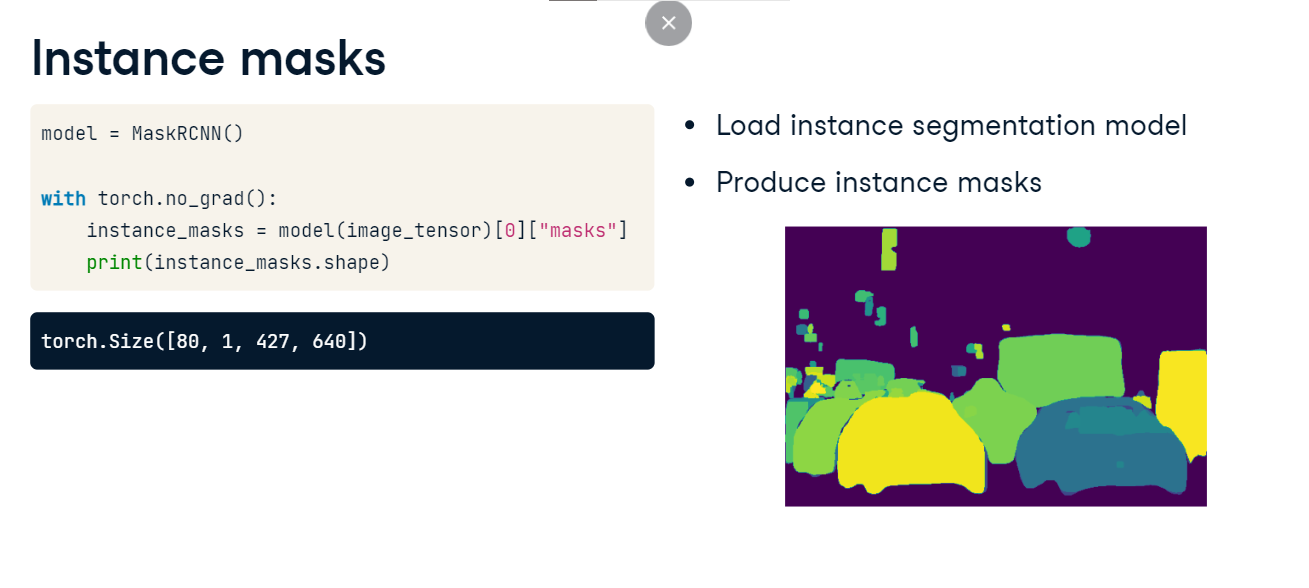 Instance masks
model = MaskRCNN()
with torch.no_grad():
    instance_masks = model(image_tensor)[0]["masks"]
    print(instance_masks.shape)
torch.Size([80, 1, 427, 640])
• Load instance segmentation model
• Produce instance masks